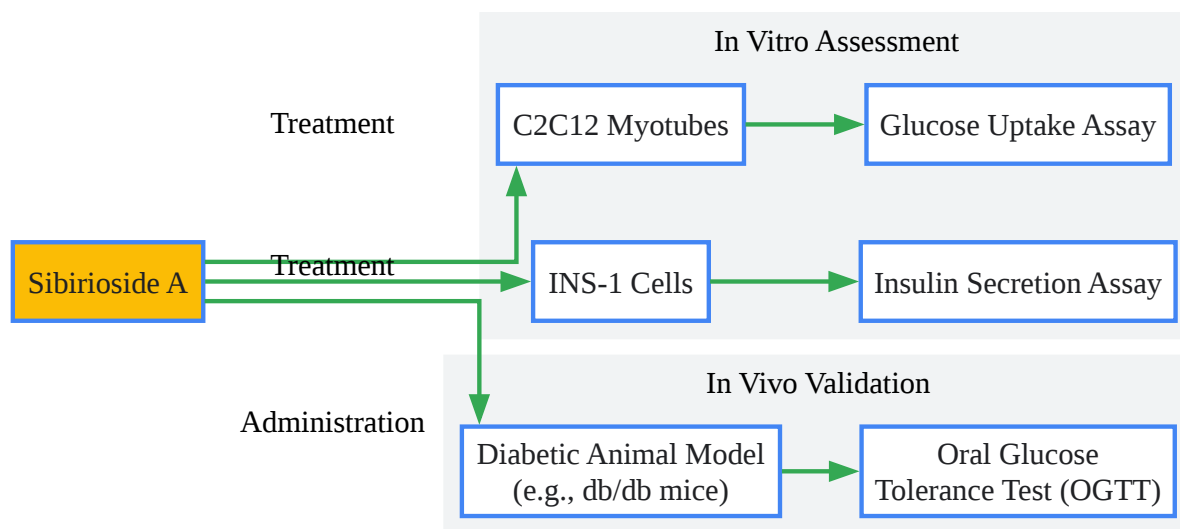 In Vitro Assessment
Treatment
C2C12 Myotubes
Glucose Uptake Assay
Sibirioside A
Treatment
INS-1 Cells
Insulin Secretion Assay
In Vivo Validation
Administration
Diabetic Animal Model
(e.g., db/db mice)
Oral Glucose
Tolerance Test (OGTT)